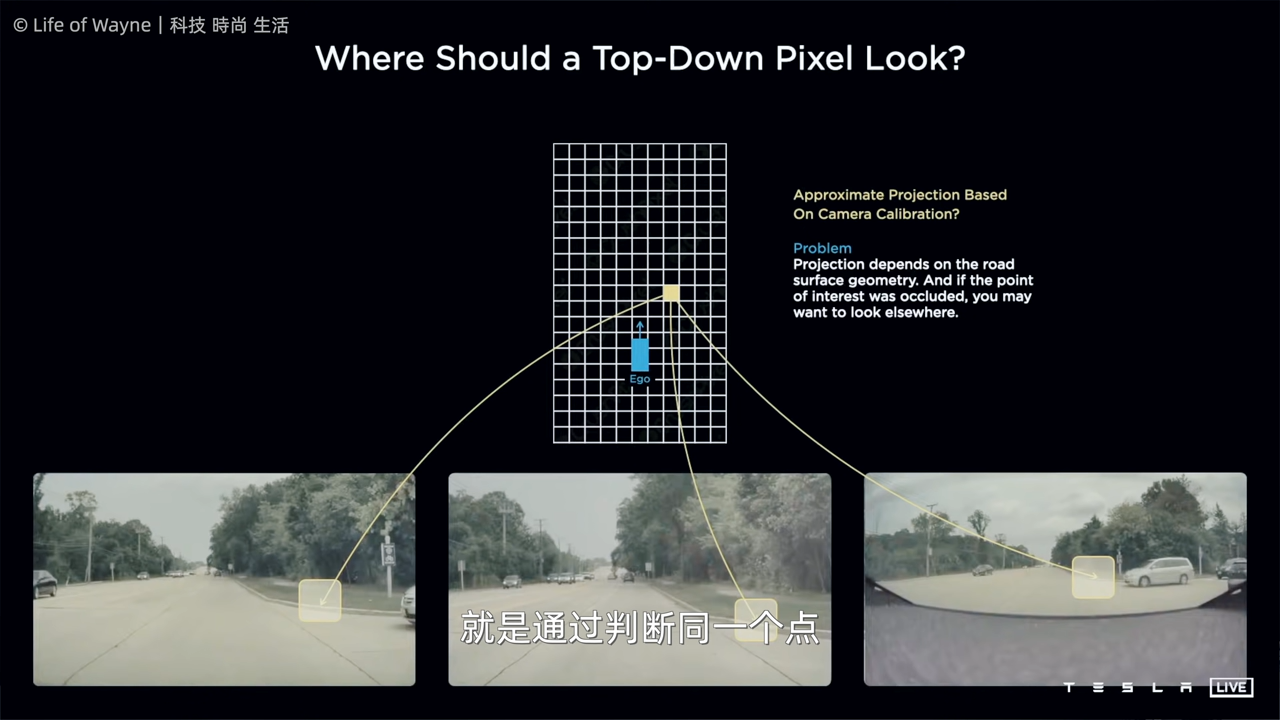 © Life of Wayne | 科技 時尚 生活
Where Should a Top-Down Pixel Look?
Approximate Projection Based
On Camera Calibration?
Problem
Projection depends on the road
surface geometry. And if the point
of interest was occluded, you may
want to look elsewhere.
Ego
就是通过判断同一个点
TESLA LIVE